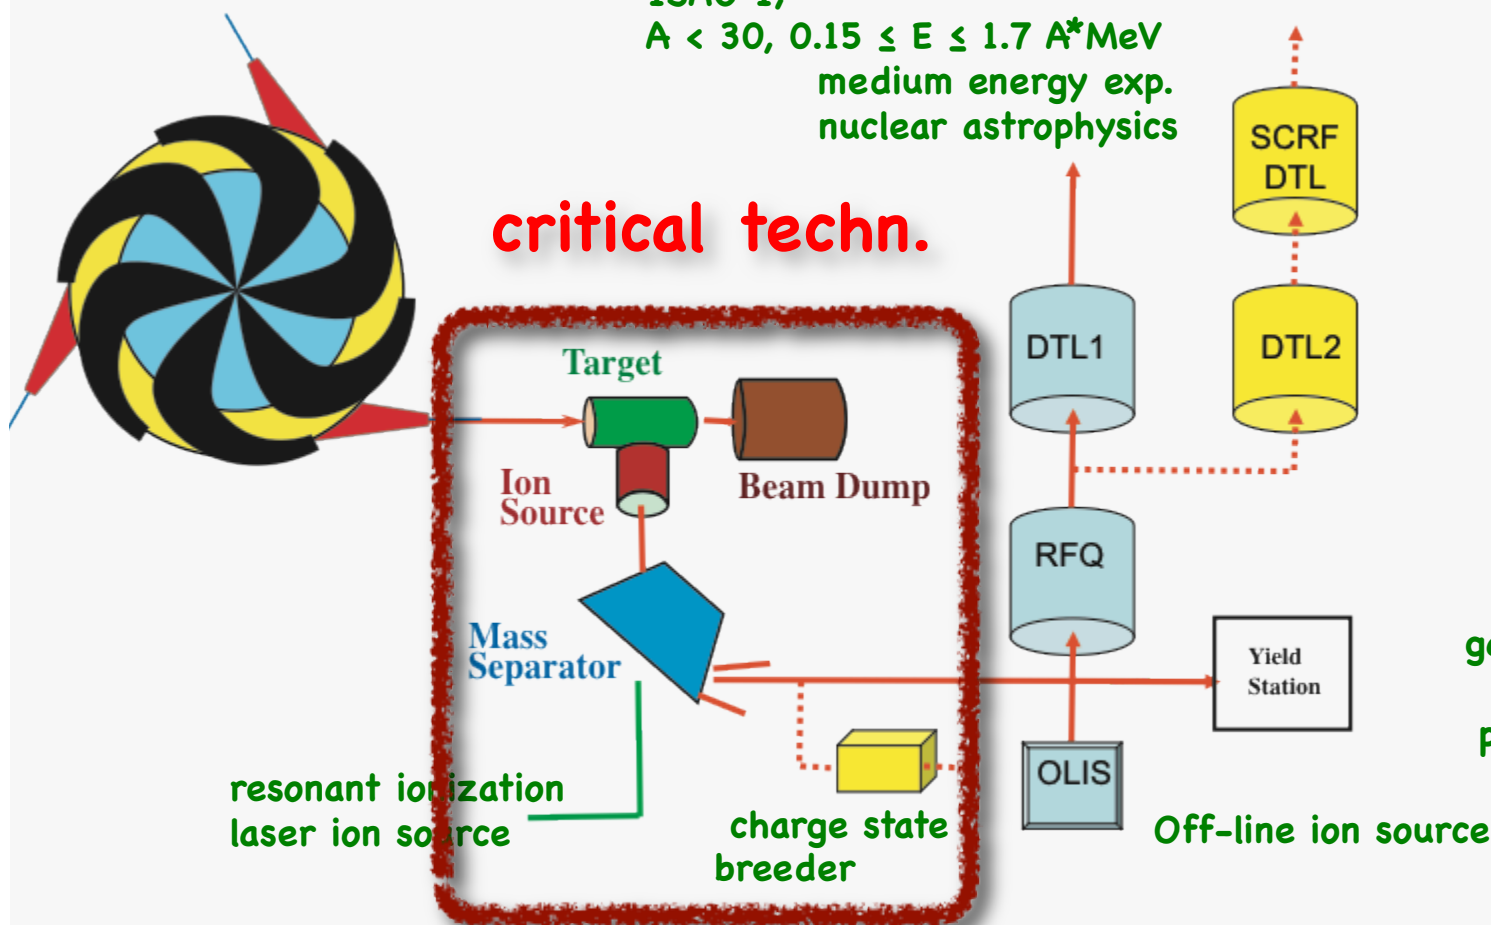 A < 30, 0.15 ≤ E ≤ 1.7 A*MeV
medium energy exp.
nuclear astrophysics
SCRF
DTL
critical techn.
DTL1
DTL2
Target
Ion
Source
Beam Dump
RFQ
Mass
Separator
Yield
Station
OLIS
resonant ionization
laser ion source
charge state
breeder
Off-line ion source